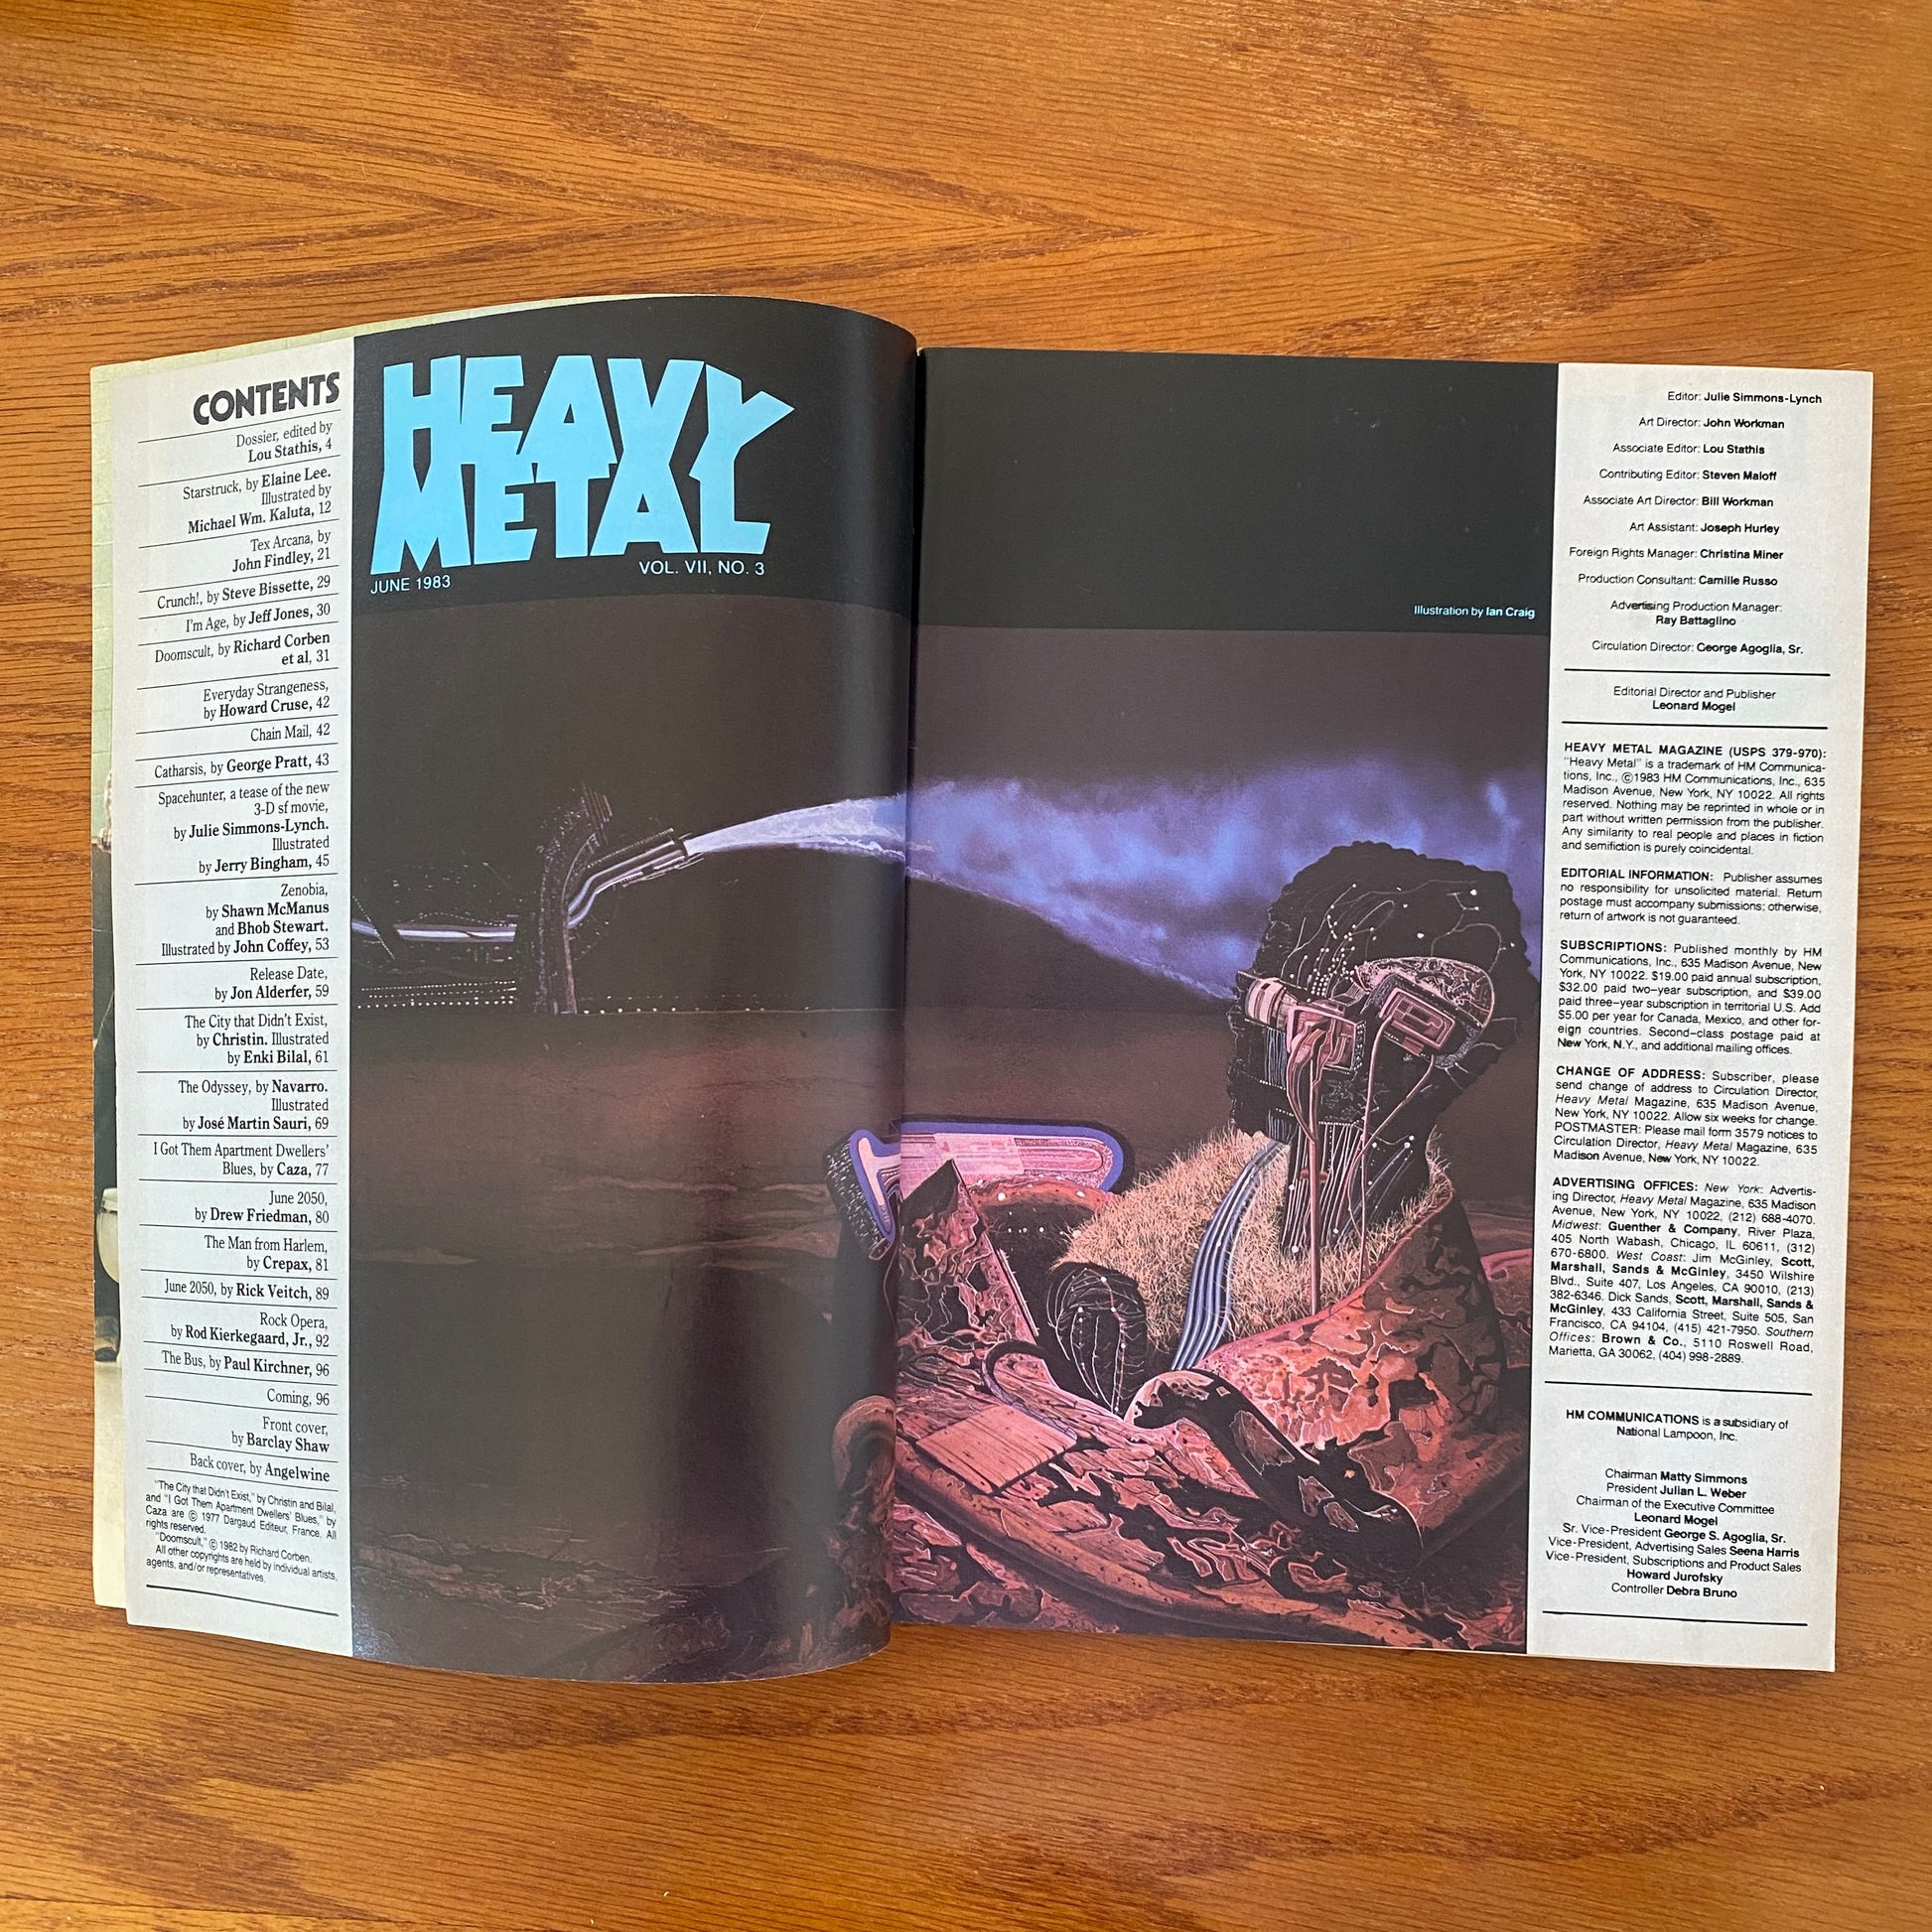 CONTENTS
Dossier, edited by
Lou Stathis, 4
Starstruck, by Elaine Lee.
Illustrated by
Michael Wm. Kaluta, 12
Tex Arcana, by
John Findley, 21
Crunch!, by Steve Bissette, 29
I'm Age, by Jeff Jones, 30
Doomscult, by Richard Corben
et al, 31
Everyday Strangeness,
by Howard Cruse, 42
Chain Mail, 42
Catharsis, by George Pratt, 43
Spacehunter, a tease of the new
3-D sf movie,
by Julie Simmons-Lynch.
Illustrated
by Jerry Bingham, 45
Zenobia,
by Shawn McManus
and Bhob Stewart.
Illustrated by John Coffey, 53
Release Date,
by Jon Alderfer, 59
The City that Didn't Exist,
by Christin. Illustrated
by Enki Bilal, 61
The Odyssey, by Navarro.
Illustrated
by José Martin Sauri, 69
I Got Them Apartment Dwellers'
Blues, by Caza, 77
June 2050,
by Drew Friedman, 80
The Man from Harlem,
by Crepax, 81
June 2050, by Rick Veitch, 89
Rock Opera,
by Rod Kierkegaard, Jr., 92
The Bus, by Paul Kirchner, 96
Coming, 96
Front cover,
by Barclay Shaw
Back cover, by Angelwine
"The City that Didn't Exist," by Christin and Bilal,
and "I Got Them Apartment Dwellers' Blues," by
Caza are © 1977 Dargaud Editeur, France. All
rights reserved.
"Doomscult," © 1982 by Richard Corben.
All other copyrights are held by individual artists,
agents, and/or representatives.
HEAVY
METAL
JUNE 1983
VOL. VII, NO. 3
Illustration by Ian Craig
Editor: Julie Simmons-Lynch
Art Director: John Workman
Associate Editor: Lou Stathis
Contributing Editor: Steven Maloff
Associate Art Director: Bill Workman
Art Assistant: Joseph Hurley
Foreign Rights Manager: Christina Miner
Production Consultant: Camille Russo
Advertising Production Manager:
Ray Battaglino
Circulation Director: George Agoglia, Sr.
Editorial Director and Publisher
Leonard Mogel
HEAVY METAL MAGAZINE (USPS 379-970):
"Heavy Metal" is a trademark of HM Communica-
tions, Inc., ©1983 HM Communications, Inc., 635
Madison Avenue, New York, NY 10022. All rights
reserved. Nothing may be reprinted in whole or in
part without written permission from the publisher.
Any similarity to real people and places in fiction
and semifiction is purely coincidental.
EDITORIAL INFORMATION: Publisher assumes
no responsibility for unsolicited material. Return
postage must accompany submissions; otherwise,
return of artwork is not guaranteed.
SUBSCRIPTIONS: Published monthly by HM
Communications, Inc., 635 Madison Avenue, New
York, NY 10022. $19.00 paid annual subscription,
$32.00 paid two-year subscription, and $39.00
paid three-year subscription in territorial U.S. Add
$5.00 per year for Canada, Mexico, and other for-
eign countries. Second-class postage paid at
New York, N.Y., and additional mailing offices.
CHANGE OF ADDRESS: Subscriber, please
send change of address to Circulation Director,
Heavy Metal Magazine, 635 Madison Avenue,
New York, NY 10022. Allow six weeks for change.
POSTMASTER: Please mail form 3579 notices to
Circulation Director, Heavy Metal Magazine, 635
Madison Avenue, New York, NY 10022.
ADVERTISING OFFICES: New York: Advertis-
ing Director, Heavy Metal Magazine, 635 Madison
Avenue, New York, NY 10022, (212) 688-4070.
Midwest: Guenther & Company, River Plaza,
405 North Wabash, Chicago, IL 60611, (312)
670-6800. West Coast: Jim McGinley, Scott,
Marshall, Sands & McGinley, 3450 Wilshire
Blvd., Suite 407, Los Angeles, CA 90010, (213)
382-6346. Dick Sands, Scott, Marshall, Sands &
McGinley, 433 California Street, Suite 505, San
Francisco, CA 94104, (415) 421-7950. Southern
Offices: Brown & Co., 5110 Roswell Road,
Marietta, GA 30062, (404) 998-2889.
HM COMMUNICATIONS is a subsidiary of
National Lampoon, Inc.
Chairman Matty Simmons
President Julian L. Weber
Chairman of the Executive Committee
Leonard Mogel
Sr. Vice-President George S. Agoglia, Sr.
Vice-President, Advertising Sales Seena Harris
Vice-President, Subscriptions and Product Sales
Howard Jurofsky
Controller Debra Bruno